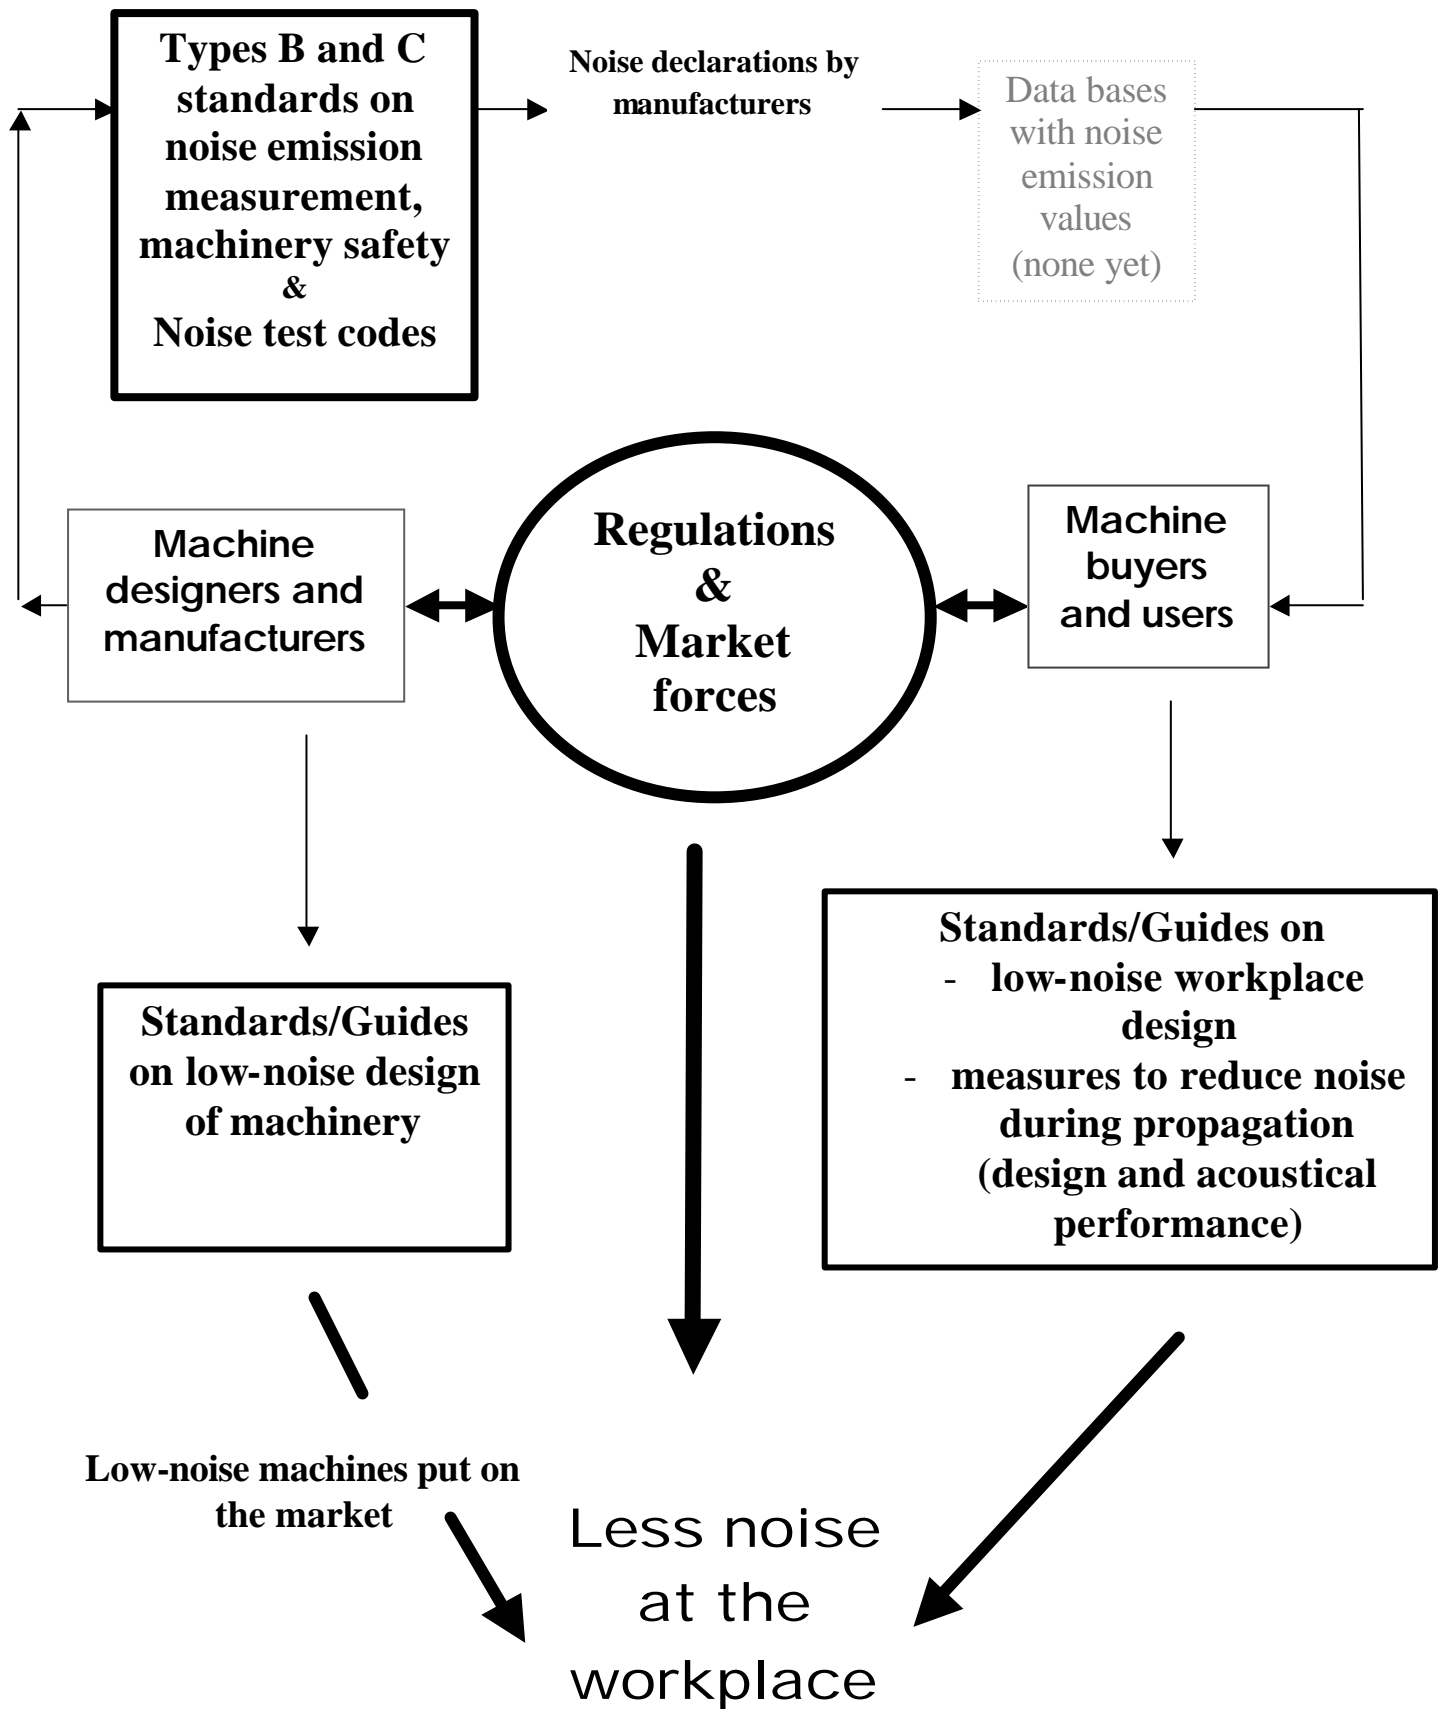 Types B and C
standards on
noise emission
measurement,
machinery safety
&
Noise test codes
Noise declarations by
manufacturers
Data bases
with noise
emission
values
(none yet)
Machine
designers and
manufacturers
Regulations
&
Market
forces
Machine
buyers
and users
Standards/Guides
on low-noise design
of machinery
Standards/Guides on
- low-noise workplace
design
- measures to reduce noise
during propagation
(design and acoustical
performance)
Low-noise machines put on
the market
Less noise
at the
workplace